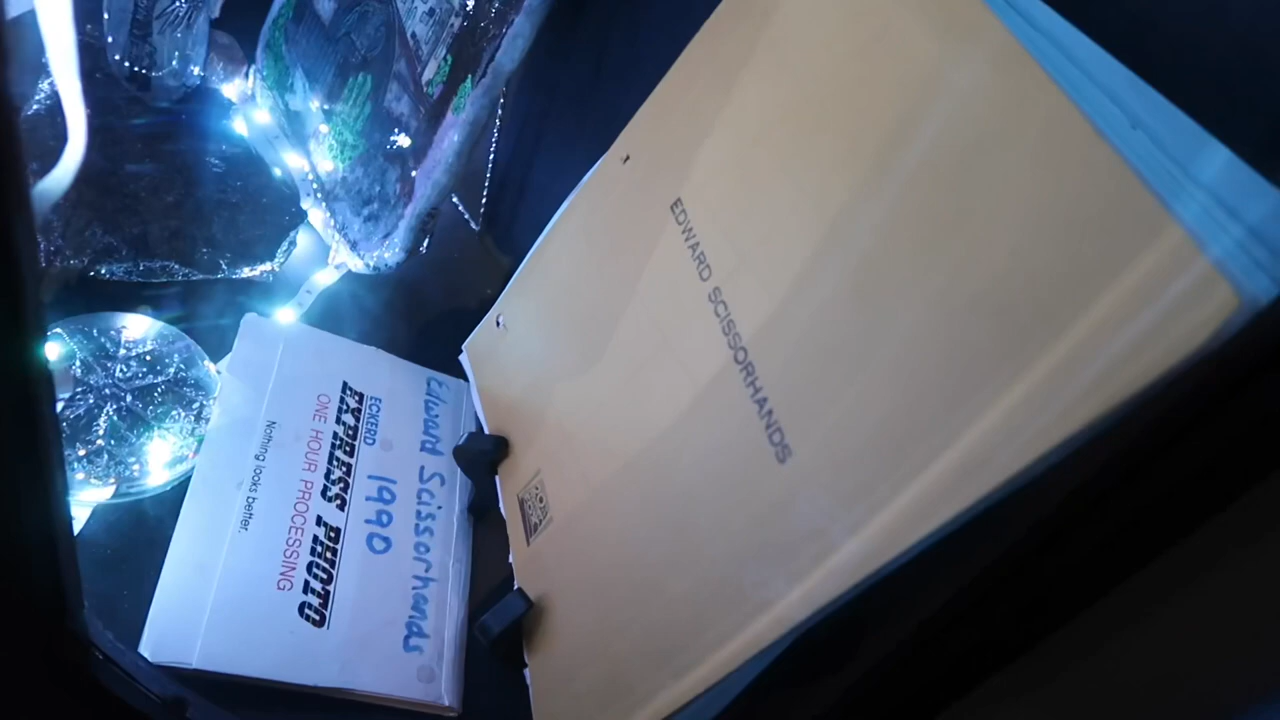 Edward Scissorhands
1990
ECKERD
EXPRESS PHOTO
ONE HOUR PROCESSING
Nothing looks better.
EDWARD SCISSORHANDS